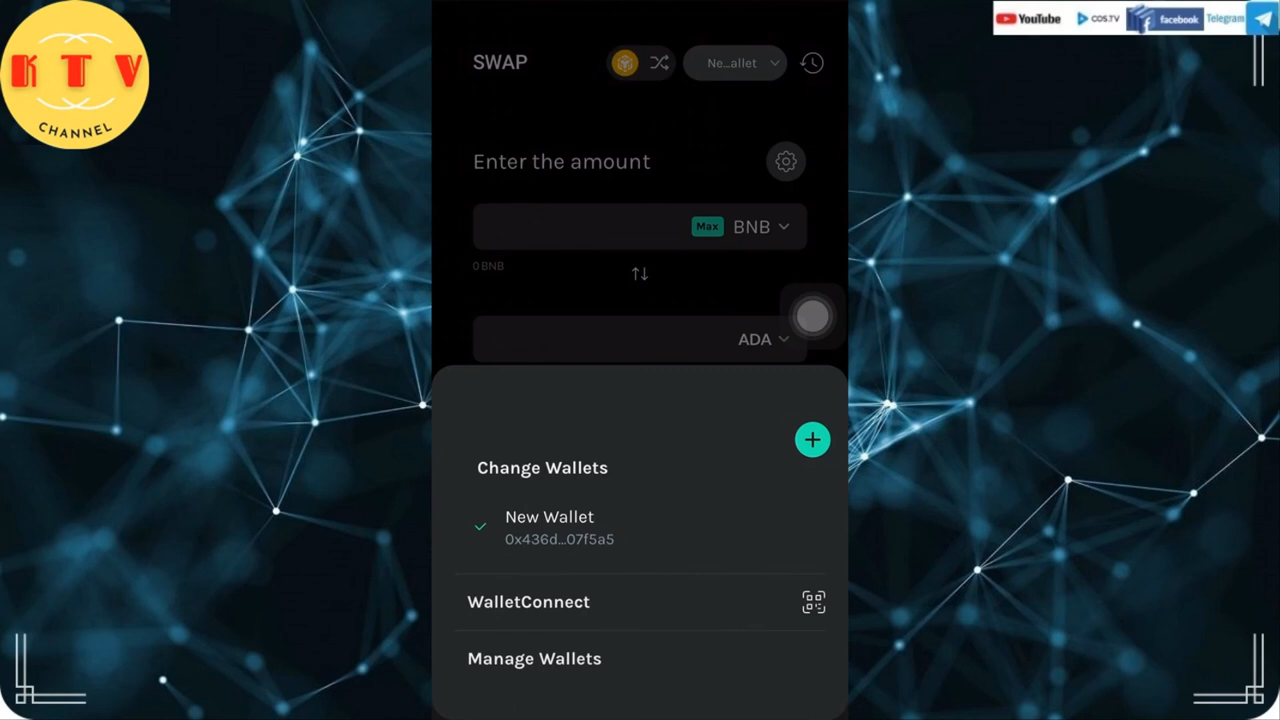 K T V
CHANNEL
YouTube
COS.TV
facebook
Telegram
SWAP
Ne...allet
Enter the amount
Max
BNB
0 BNB
ADA
Change Wallets
New Wallet
0x436d...07f5a5
WalletConnect
Manage Wallets